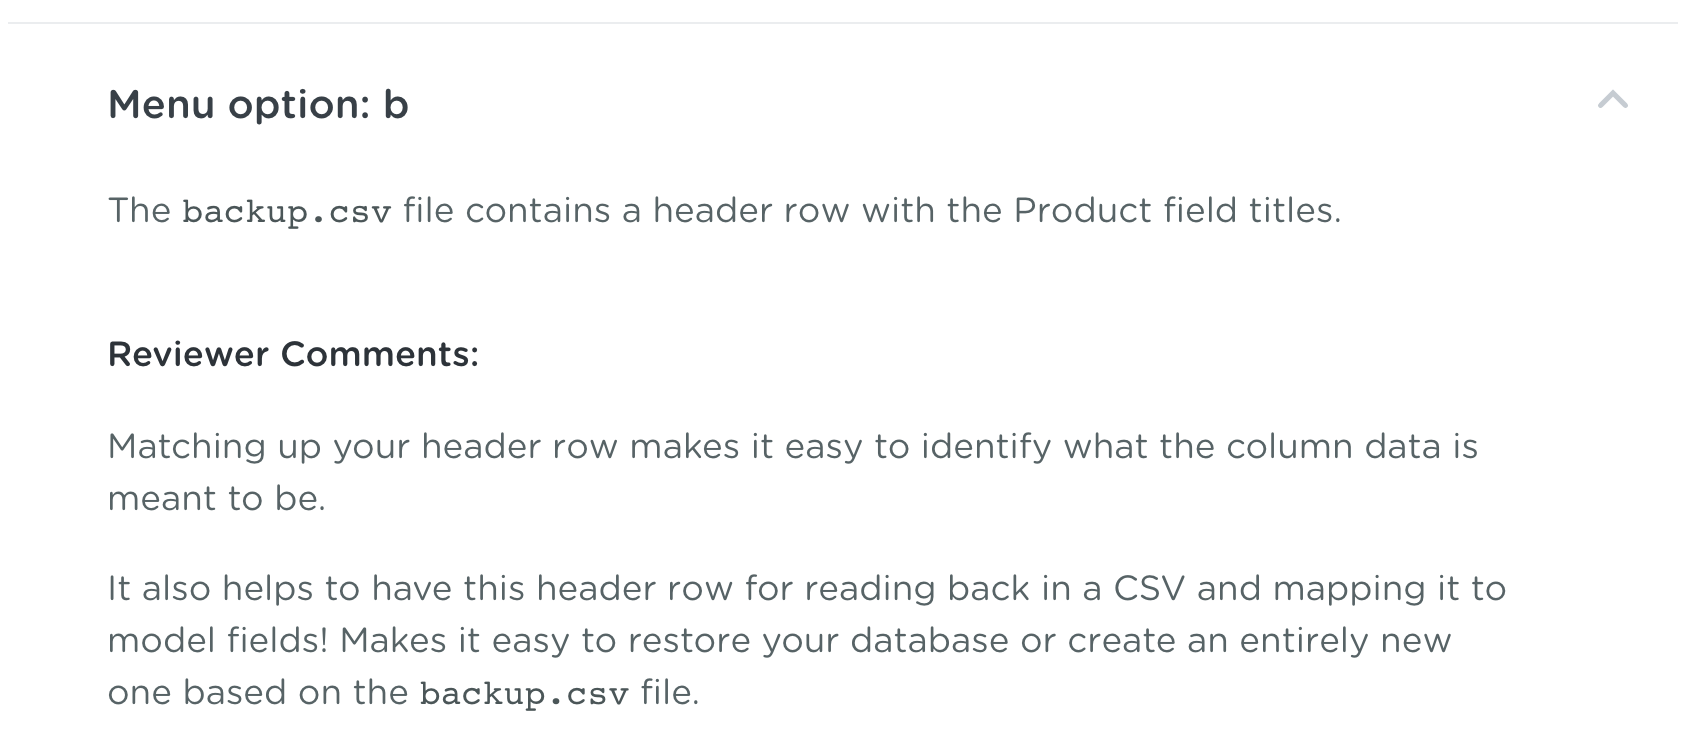 Menu option: b
The backup.csv file contains a header row with the Product field titles.
Reviewer Comments:
Matching up your header row makes it easy to identify what the column data is
meant to be.
It also helps to have this header row for reading back in a CSV and mapping it to
model fields! Makes it easy to restore your database or create an entirely new
one based on the backup.csv file.